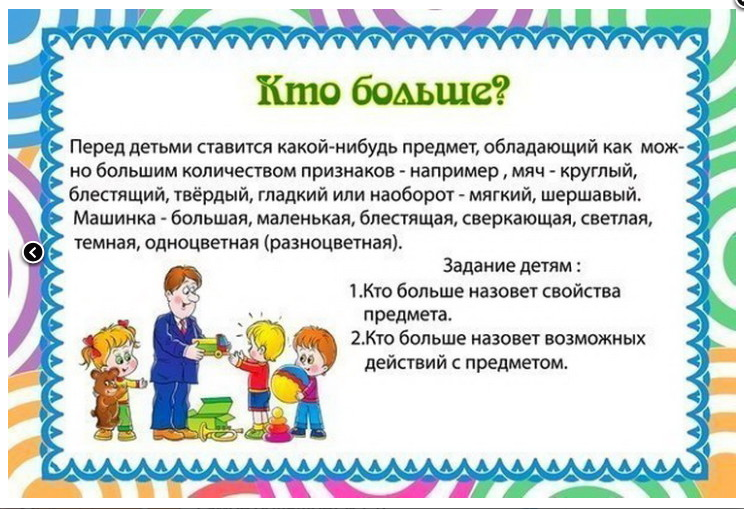 Кто больше?
Перед детьми ставится какой-нибудь предмет, обладающий как мож-
но большим количеством признаков - например , мяч - круглый,
блестящий, твёрдый, гладкий или наоборот - мягкий, шершавый.
Машинка - большая, маленькая, блестящая, сверкающая, светлая,
темная, одноцветная (разноцветная).
Задание детям :
1.Кто больше назовет свойства
предмета.
2.Кто больше назовет возможных
действий с предметом.